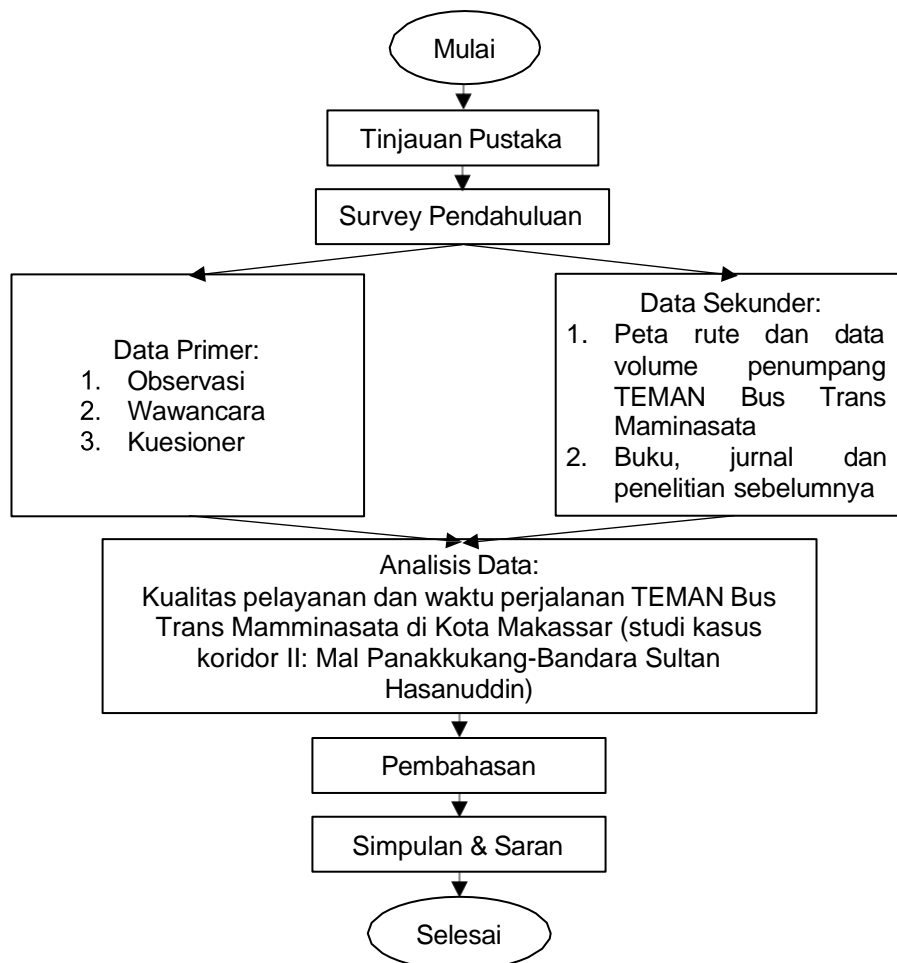 Mulai
Tinjauan Pustaka
Survey Pendahuluan
Data Primer:
1. Observasi
2. Wawancara
3. Kuesioner
Data Sekunder:
1. Peta rute dan data
volume penumpang
TEMAN Bus Trans
Maminasata
2. Buku, jurnal dan
penelitian sebelumnya
Analisis Data:
Kualitas pelayanan dan waktu perjalanan TEMAN Bus
Trans Mamminasata di Kota Makassar (studi kasus
koridor II: Mal Panakkukang-Bandara Sultan
Hasanuddin)
Pembahasan
Simpulan & Saran
Selesai